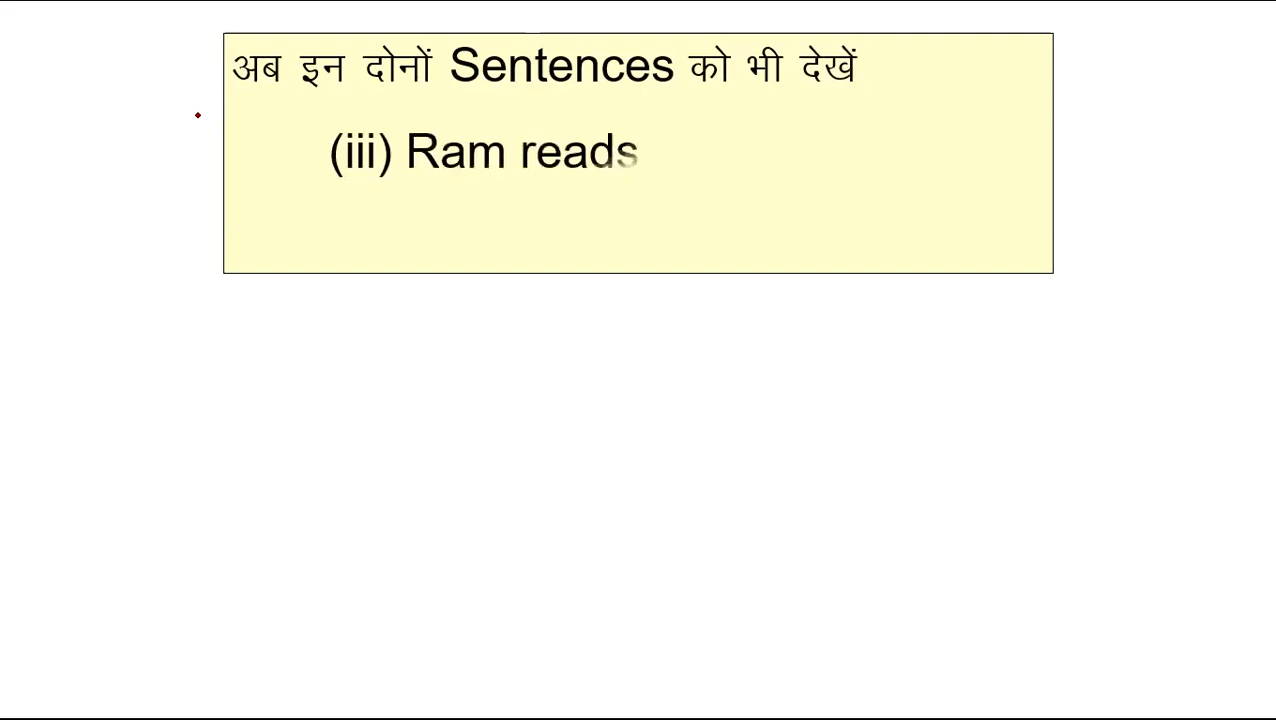 अब इन दोनों Sentences को भी देखें
(iii) Ram reads